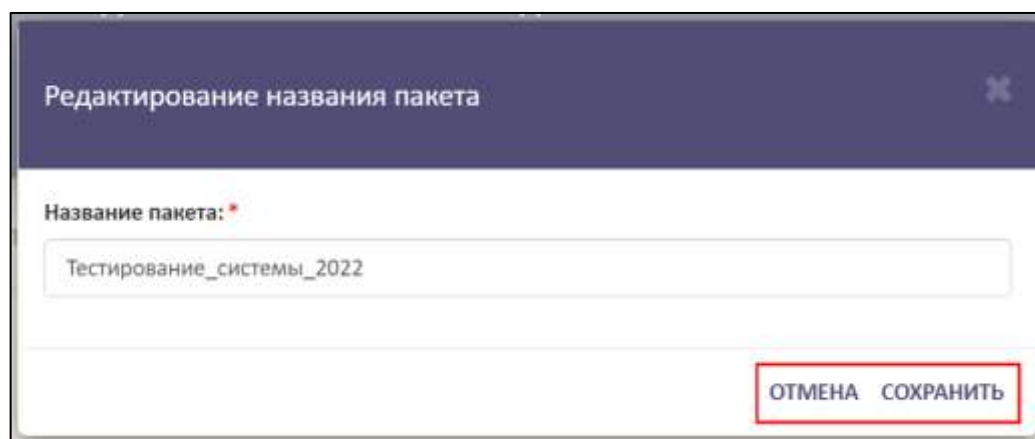 Редактирование названия пакета
Название пакета: *
Тестирование_системы_2022
ОТМЕНА СОХРАНИТЬ